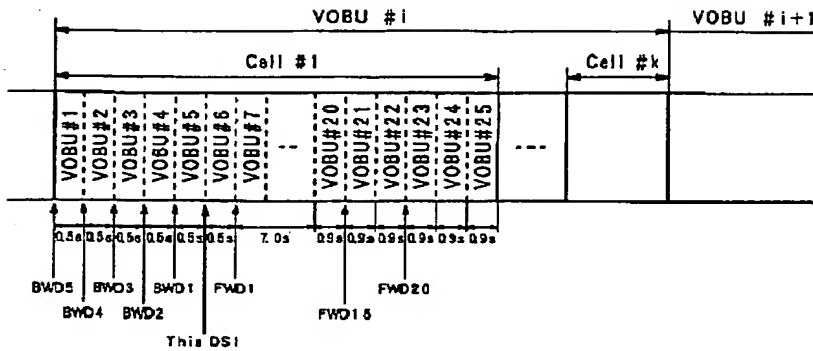 VOBU #i
VOBU #i+1
Cell #1
Cell #k
VOBU#1
VOBU#2
VOBU#3
VOBU#4
VOBU#5
VOBU#6
VOBU#7
--
VOBU#20
VOBU#21
VOBU#22
VOBU#23
VOBU#24
VOBU#25
---
0.5s 0.5s 0.5s 0.5s 0.5s 0.5s 7.0s 0.9s 0.9s 0.9s 0.9s 0.9s 0.9s
BWD5 BWD3 BWD1 FWD1 FWD20
BWD4 BWD2 FWD15
This DSI